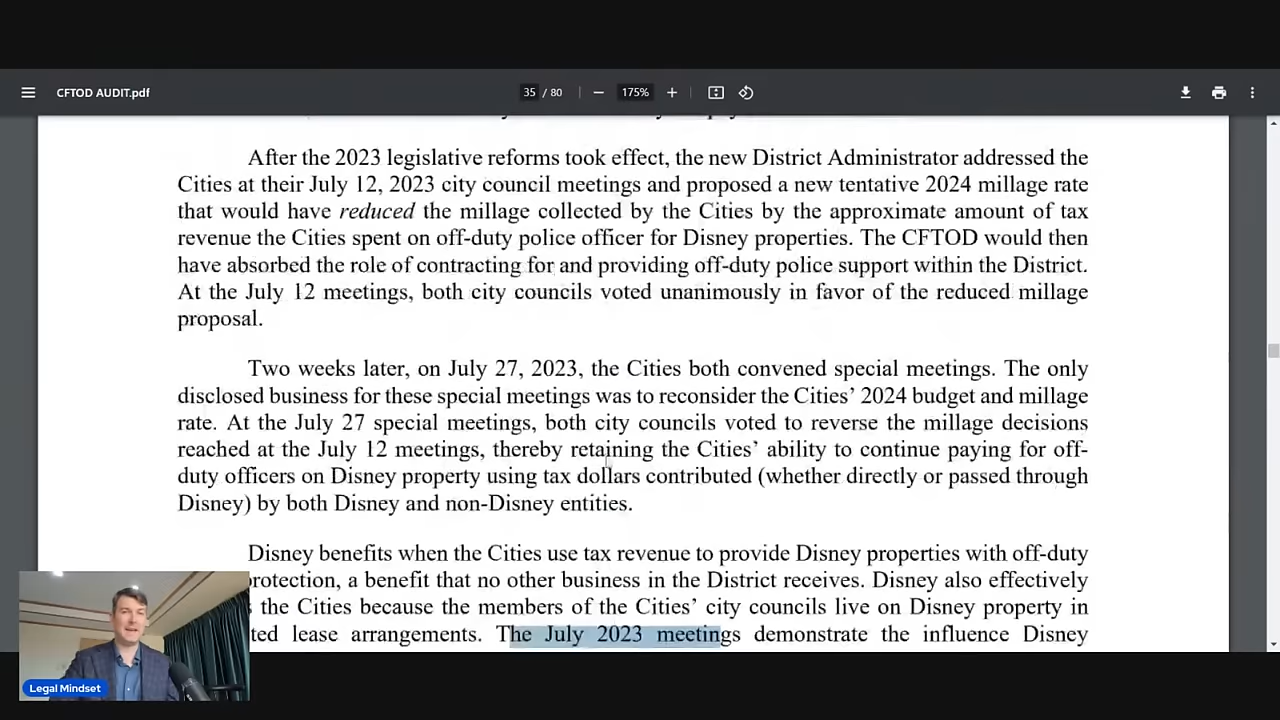 CFTOD AUDIT.pdf
35 / 80
175%
After the 2023 legislative reforms took effect, the new District Administrator addressed the
Cities at their July 12, 2023 city council meetings and proposed a new tentative 2024 millage rate
that would have reduced the millage collected by the Cities by the approximate amount of tax
revenue the Cities spent on off-duty police officer for Disney properties. The CFTOD would then
have absorbed the role of contracting for and providing off-duty police support within the District.
At the July 12 meetings, both city councils voted unanimously in favor of the reduced millage
proposal.
Two weeks later, on July 27, 2023, the Cities both convened special meetings. The only
disclosed business for these special meetings was to reconsider the Cities' 2024 budget and millage
rate. At the July 27 special meetings, both city councils voted to reverse the millage decisions
reached at the July 12 meetings, thereby retaining the Cities' ability to continue paying for off-
duty officers on Disney property using tax dollars contributed (whether directly or passed through
Disney) by both Disney and non-Disney entities.
Disney benefits when the Cities use tax revenue to provide Disney properties with off-duty
protection, a benefit that no other business in the District receives. Disney also effectively
the Cities because the members of the Cities' city councils live on Disney property in
ted lease arrangements. The July 2023 meetings demonstrate the influence Disney
Legal Mindset